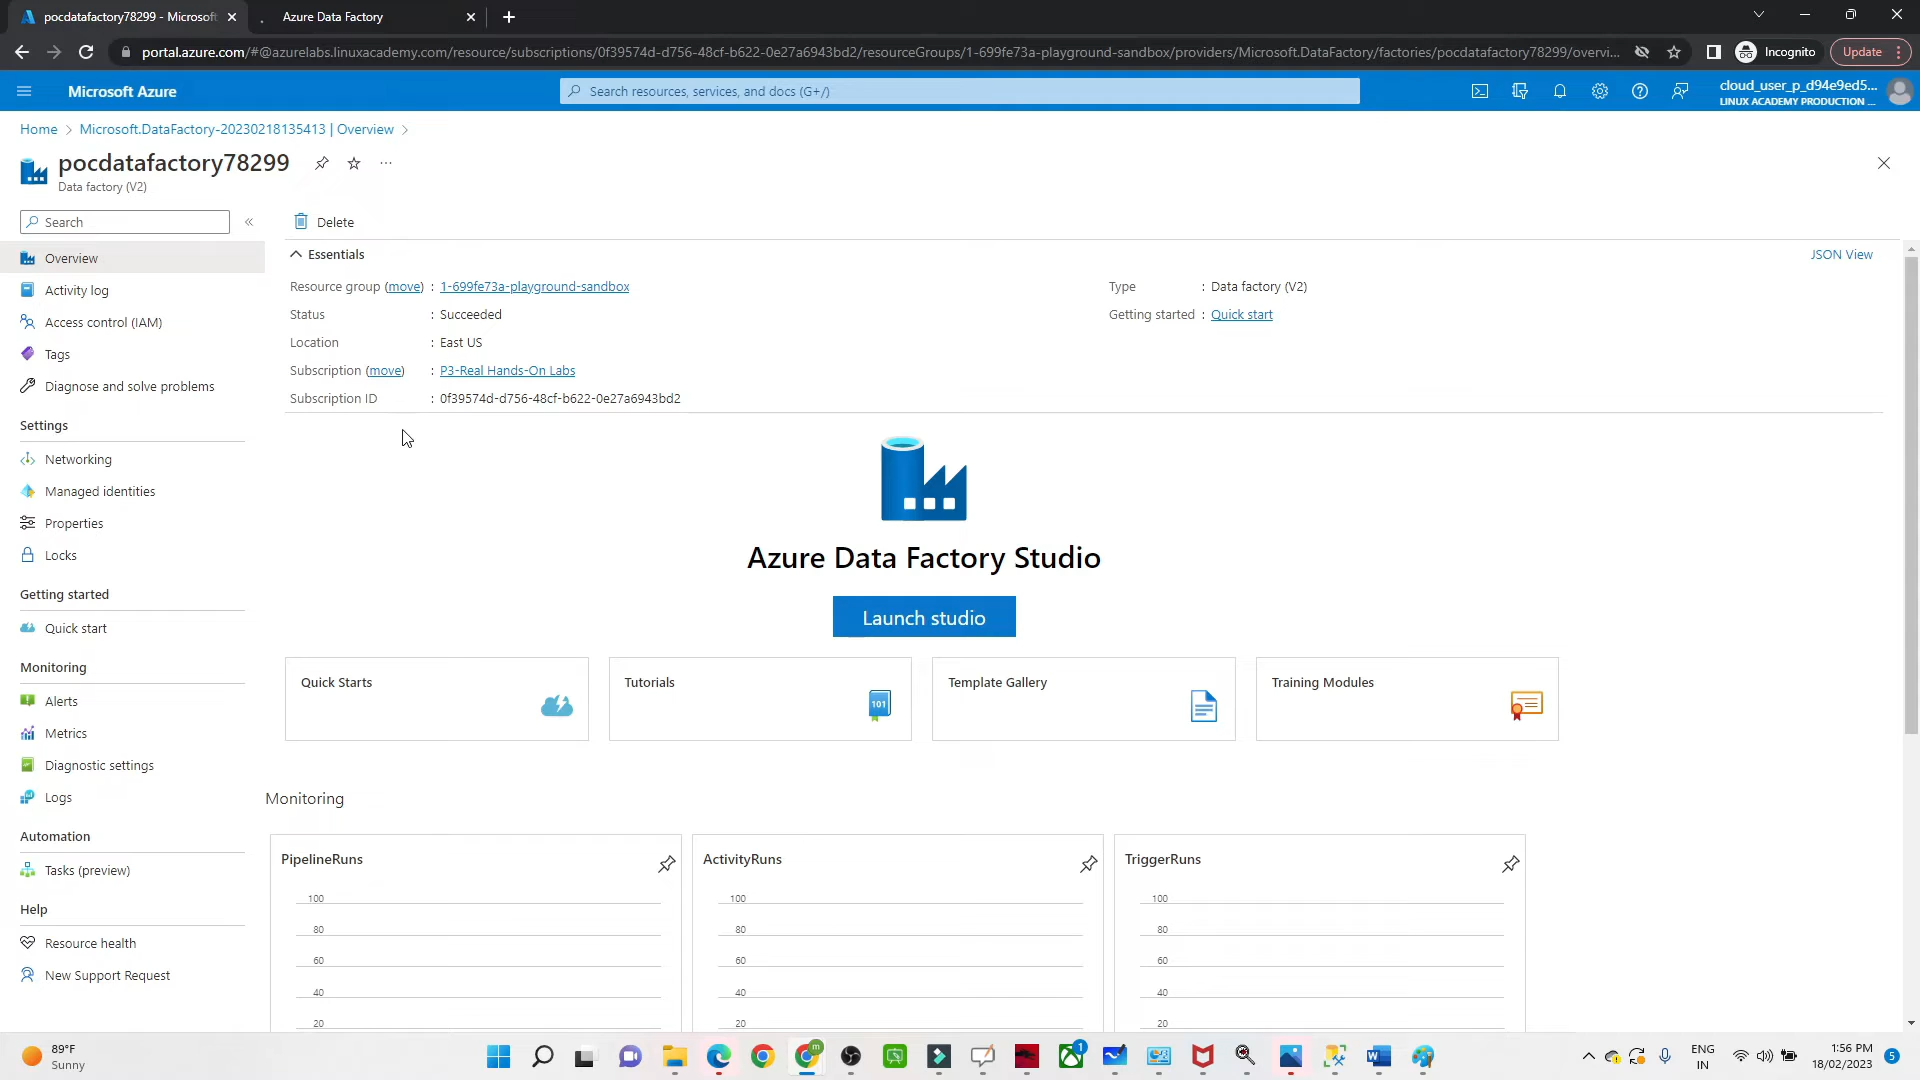 pocdatafactory78299 - Microsoft
Azure Data Factory
portal.azure.com/#@azurelabs.linuxacademy.com/resource/subscriptions/0f39574d-d756-48cf-b622-0e27a6943bd2/resourceGroups/1-699fe73a-playground-sandbox/providers/Microsoft.DataFactory/factories/pocdatafactory78299/overvi...
Incognito
Update
Microsoft Azure
Search resources, services, and docs (G+/)
cloud_user_p_d94e9ed5...
LINUX ACADEMY PRODUCTION ...
Home > Microsoft.DataFactory-20230218135413 | Overview >
pocdatafactory78299
Data factory (V2)
Search
«
Delete
Overview
Activity log
Access control (IAM)
Tags
Diagnose and solve problems
Settings
Networking
Managed identities
Properties
Locks
Getting started
Quick start
Monitoring
Alerts
Metrics
Diagnostic settings
Logs
Automation
Tasks (preview)
Help
Resource health
New Support Request
Essentials
JSON View
Resource group (move) : 1-699fe73a-playground-sandbox
Status : Succeeded
Location : East US
Subscription (move) : P3-Real Hands-On Labs
Subscription ID : 0f39574d-d756-48cf-b622-0e27a6943bd2
Type : Data factory (V2)
Getting started : Quick start
Azure Data Factory Studio
Launch studio
Quick Starts
Tutorials
101
Template Gallery
Training Modules
Monitoring
PipelineRuns
100
80
60
40
20
ActivityRuns
100
80
60
40
20
TriggerRuns
100
80
60
40
20
89°F
Sunny
m
1
ENG
IN
1:56 PM
18/02/2023
5